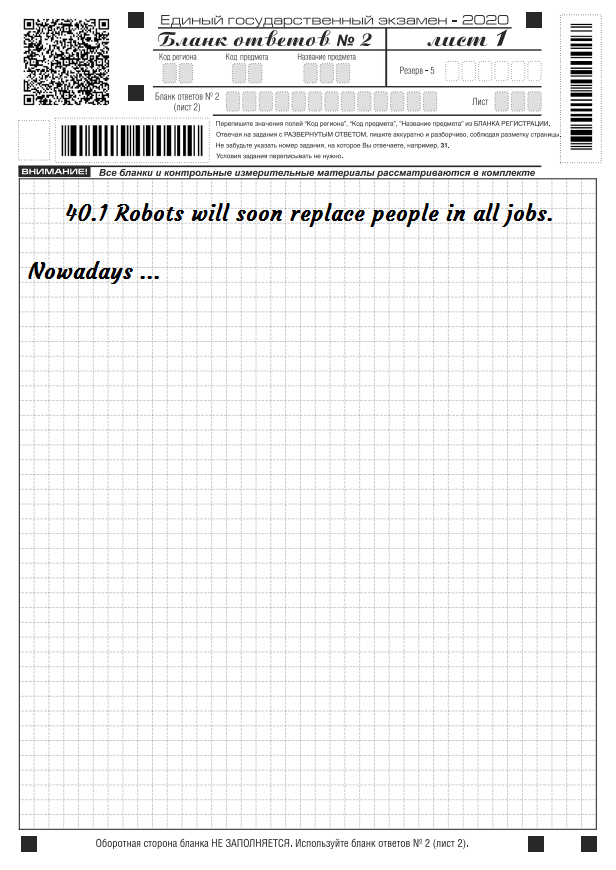 Единый государственный экзамен - 2020
Бланк ответов № 2
лист 1
Код региона
Код предмета
Название предмета
Резерв - 5
Бланк ответов № 2
(лист 2)
Лист
Перепишите значения полей "Код региона", "Код предмета", "Название предмета" из БЛАНКА РЕГИСТРАЦИИ.
Отвечая на задания с РАЗВЕРНУТЫМ ОТВЕТОМ, пишите аккуратно и разборчиво, соблюдая разметку страницы.
Не забудьте указать номер задания, на которое Вы отвечаете, например, 31.
Условия задания переписывать не нужно.
ВНИМАНИЕ! Все бланки и контрольные измерительные материалы рассматриваются в комплекте
40.1 Robots will soon replace people in all jobs.
Nowadays ...
Оборотная сторона бланка НЕ ЗАПОЛНЯЕТСЯ. Используйте бланк ответов № 2 (лист 2).